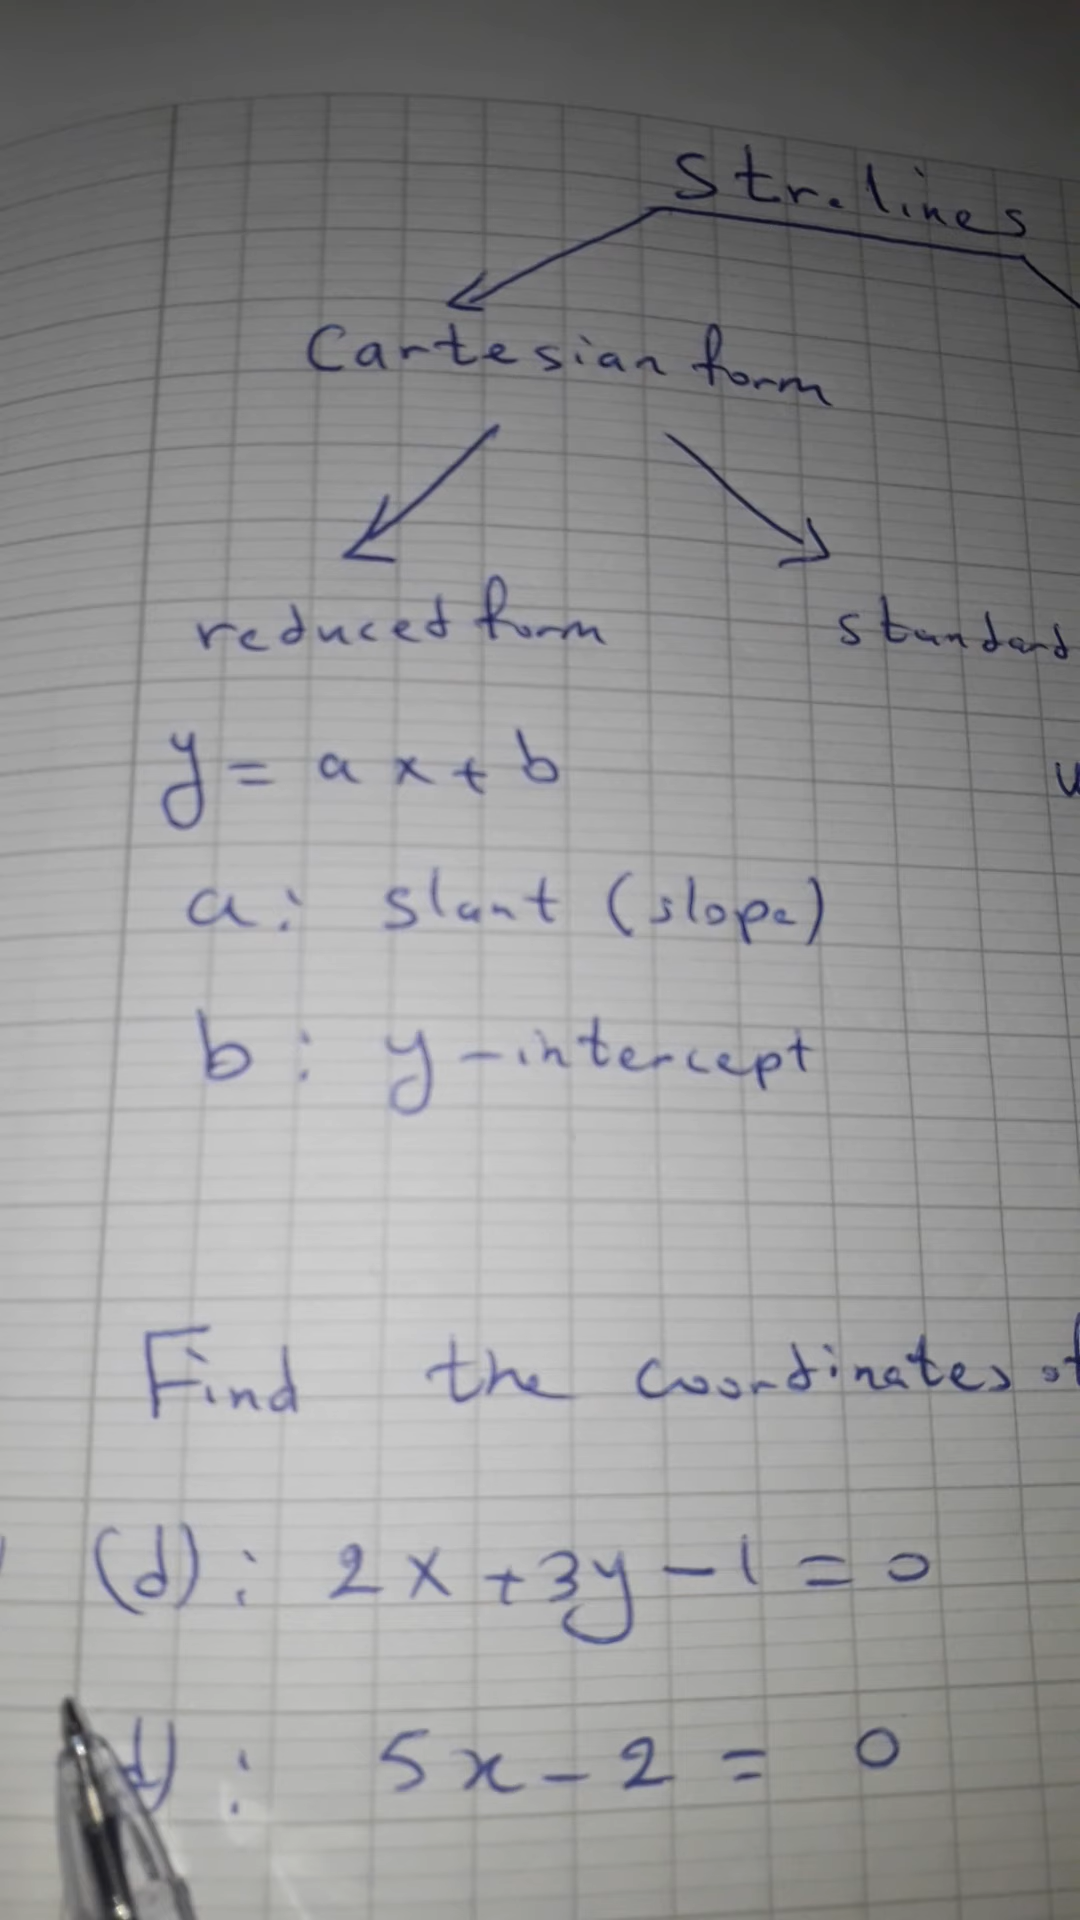 Str. lines
Cartesian form
reduced form standard
y = ax + b
a: slant (slope)
b: y-intercept
Find the coordinates of
(d): 2x + 3y - 1 = 0
d): 5x - 2 = 0